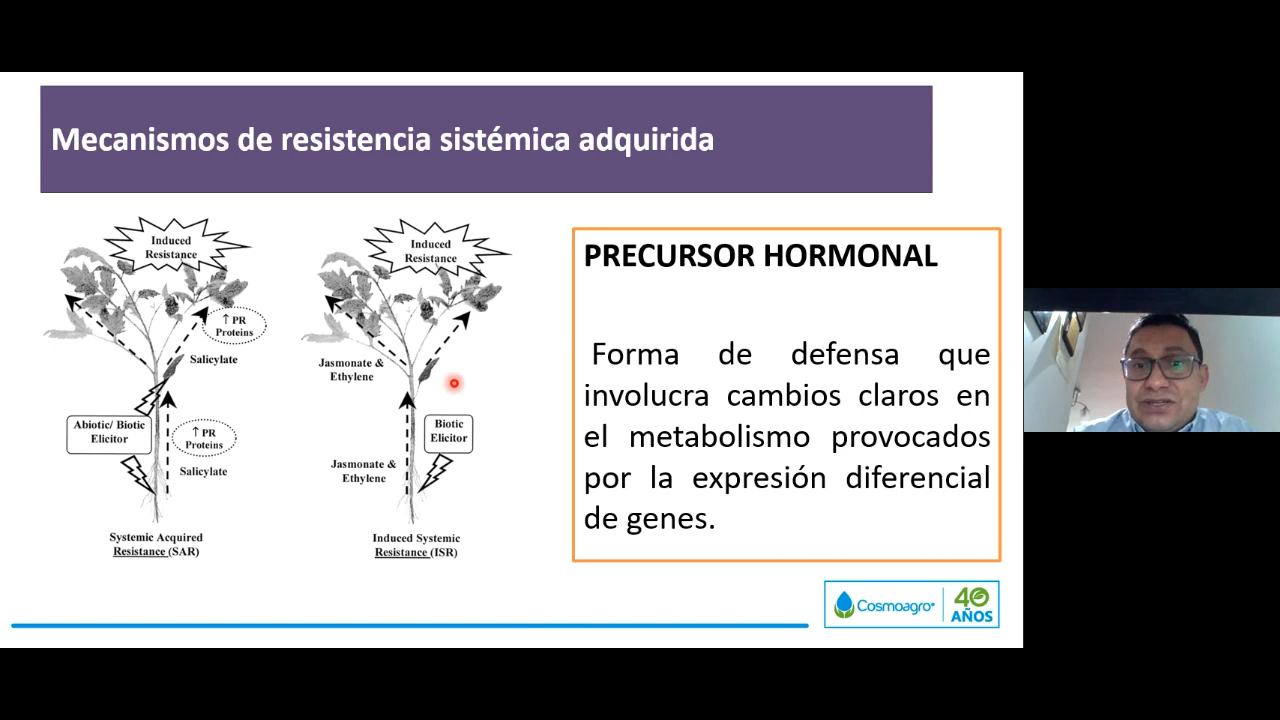 Mecanismos de resistencia sistémica adquirida
Induced
Resistance
↑ PR
Proteins
Salicylate
Abiotic/ Biotic
Elicitor
↑ PR
Proteins
Salicylate
Systemic Acquired
Resistance (SAR)
Induced
Resistance
Jasmonate &
Ethylene
Biotic
Elicitor
Jasmonate &
Ethylene
Induced Systemic
Resistance (ISR)
PRECURSOR HORMONAL
Forma de defensa que
involucra cambios claros en
el metabolismo provocados
por la expresión diferencial
de genes.
Cosmoagro
40
AÑOS